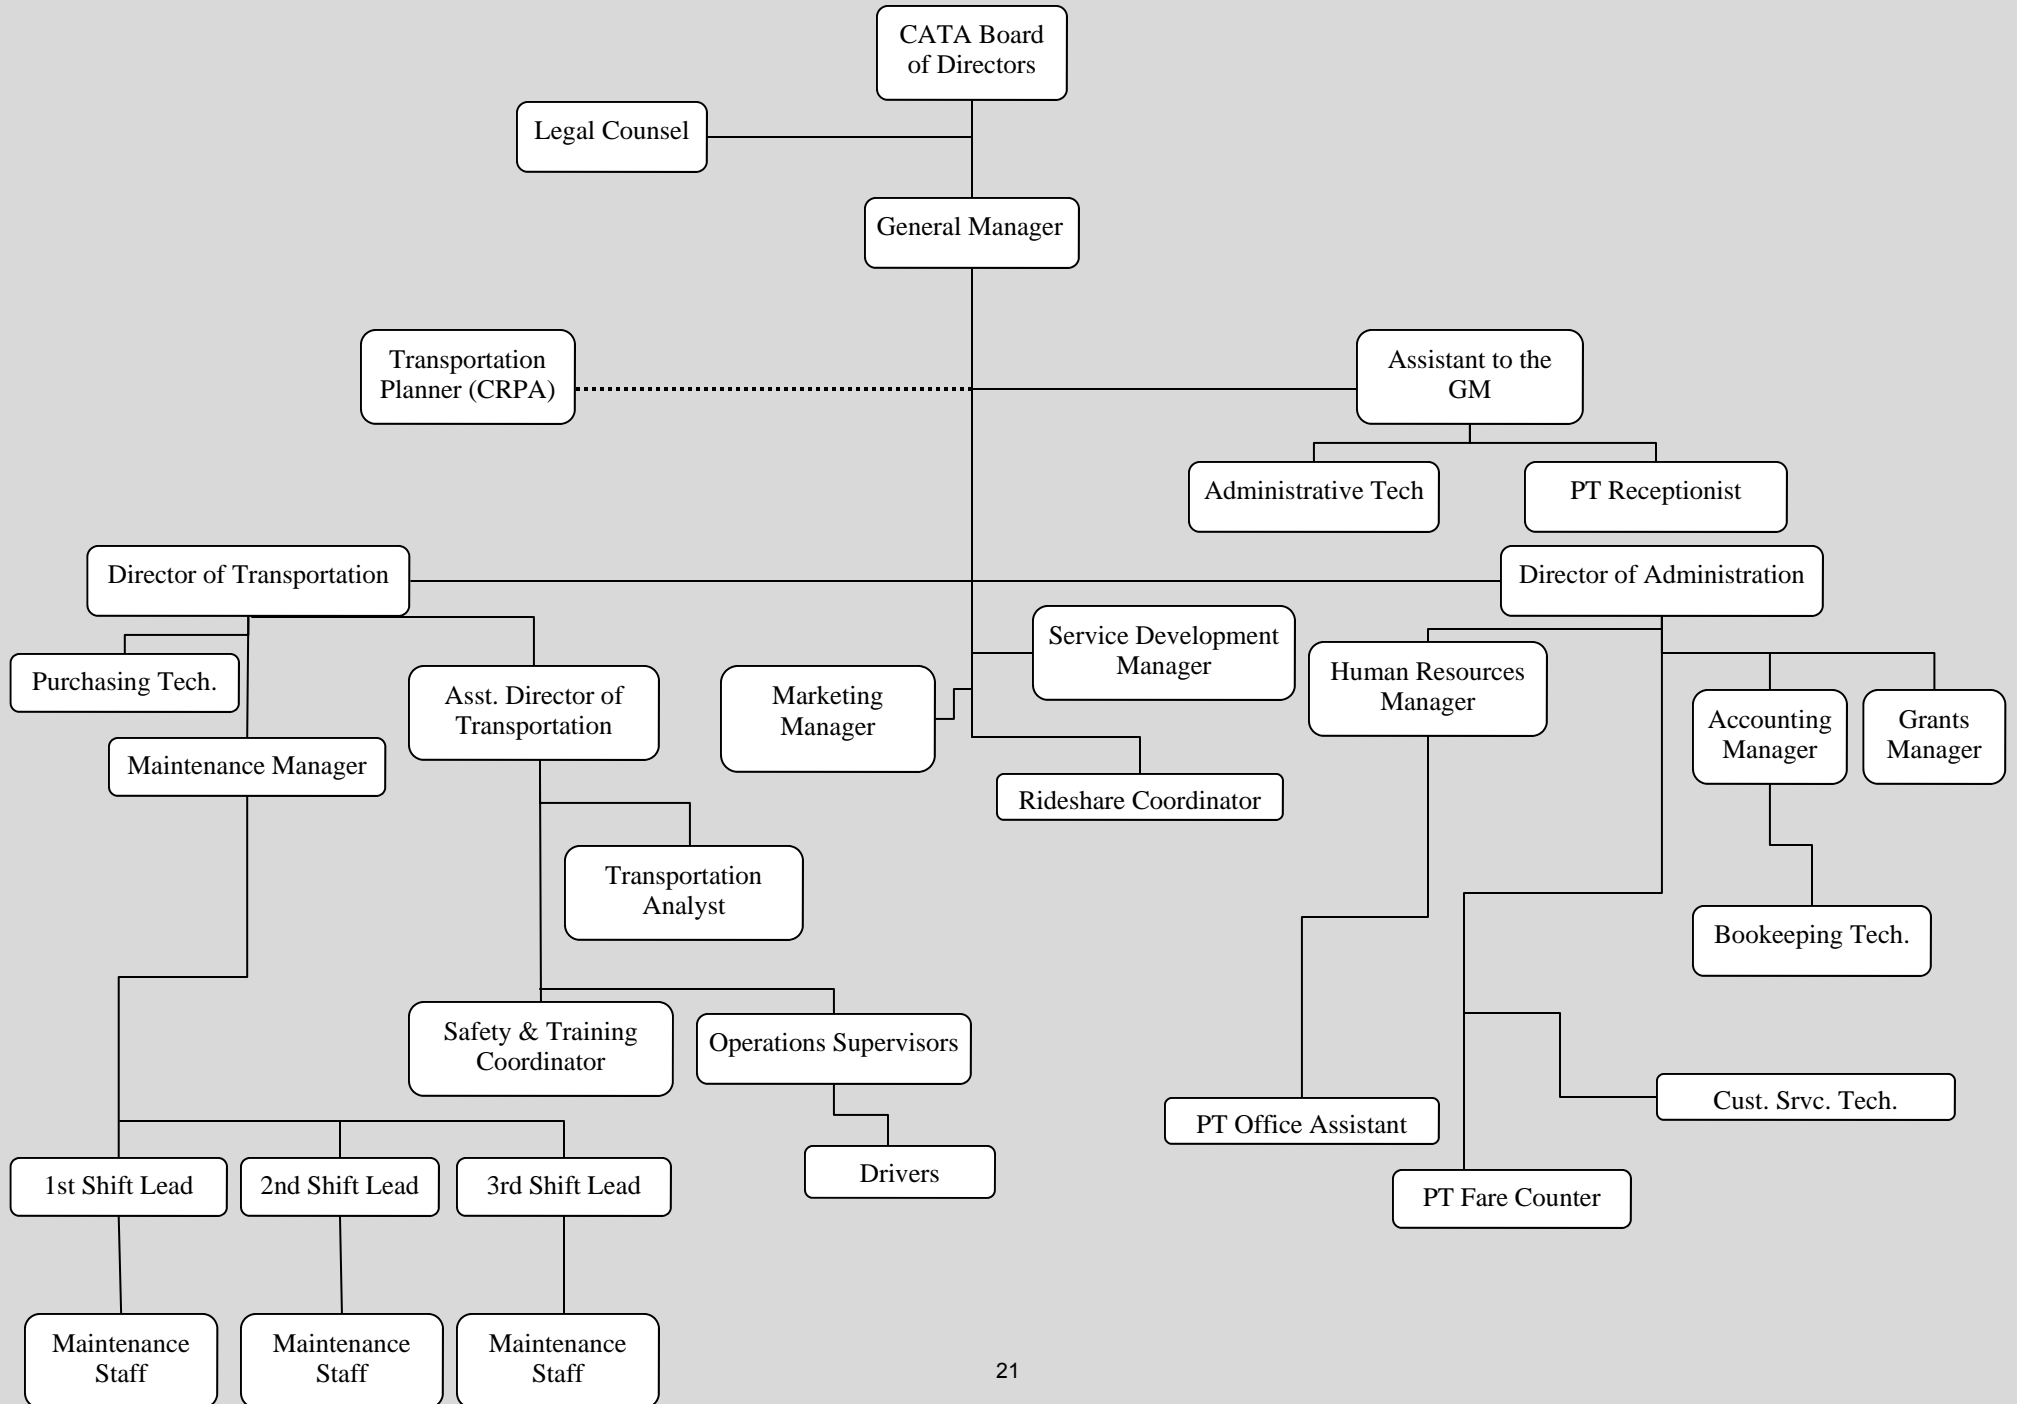 CATA Board
of Directors
Legal Counsel
General Manager
Transportation
Planner (CRPA)
Assistant to the
GM
Administrative Tech
PT Receptionist
Director of Transportation
Director of Administration
Purchasing Tech.
Asst. Director of
Transportation
Marketing
Manager
Service Development
Manager
Human Resources
Manager
Accounting
Manager
Grants
Manager
Maintenance Manager
Rideshare Coordinator
Transportation
Analyst
Bookeeping Tech.
Safety & Training
Coordinator
Operations Supervisors
Cust. Srvc. Tech.
PT Office Assistant
1st Shift Lead
2nd Shift Lead
3rd Shift Lead
Drivers
PT Fare Counter
Maintenance
Staff
Maintenance
Staff
Maintenance
Staff
21